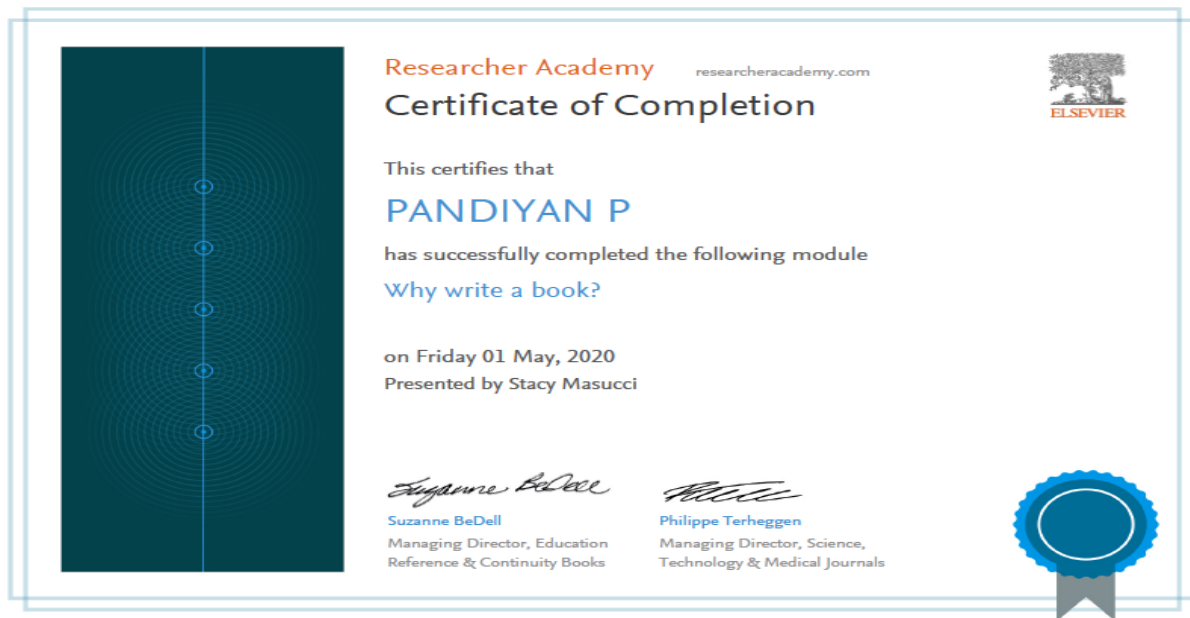 Researcher Academy researcheracademy.com
Certificate of Completion
ELSEVIER
This certifies that
PANDIYAN P
has successfully completed the following module
Why write a book?
on Friday 01 May, 2020
Presented by Stacy Masucci
Suzanne BeDell
Suzanne BeDell
Philippe Terheggen
Managing Director, Education
Reference & Continuity Books
Managing Director, Science,
Technology & Medical Journals